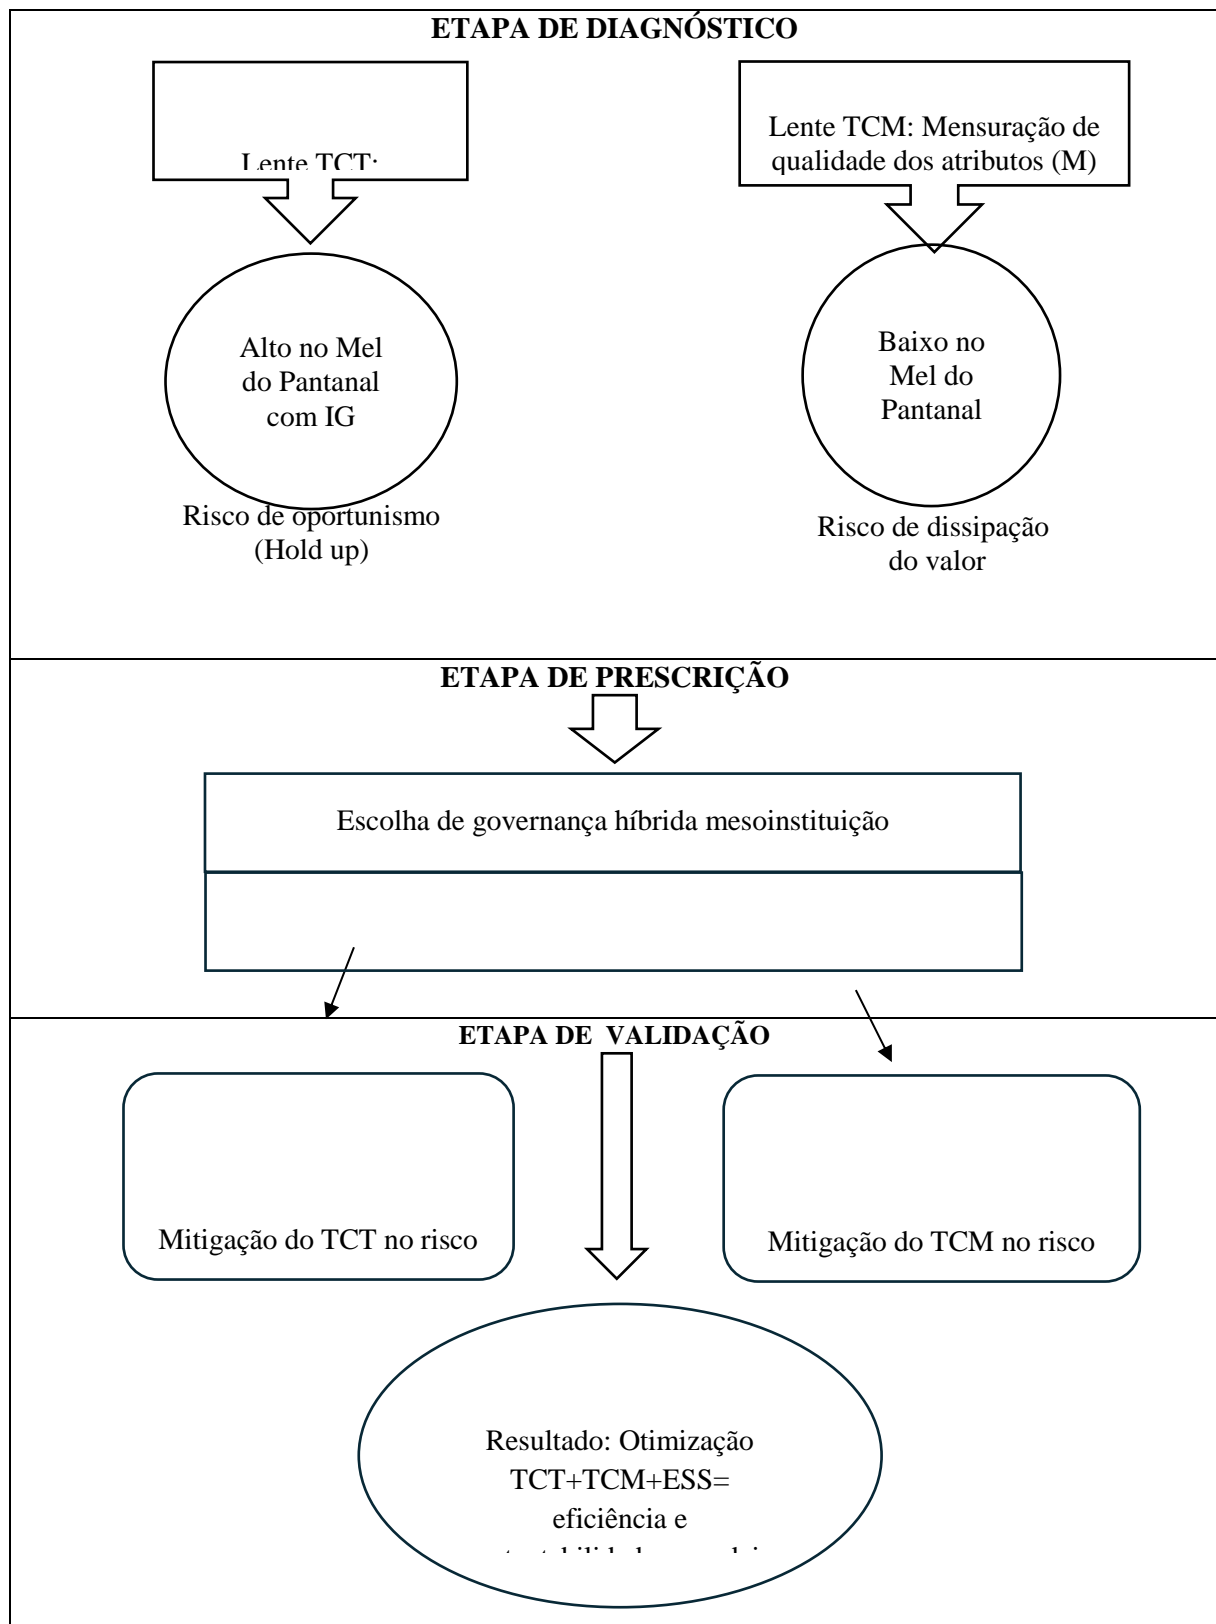 ETAPA DE DIAGNÓSTICO
Lente TCT:
Lente TCM: Mensuração de
qualidade dos atributos (M)
Alto no Mel
do Pantanal
com IG
Baixo no
Mel do
Pantanal
Risco de oportunismo
(Hold up)
Risco de dissipação
do valor
ETAPA DE PRESCRIÇÃO
Escolha de governança híbrida mesoinstituição
ETAPA DE VALIDAÇÃO
Mitigação do TCT no risco
Mitigação do TCM no risco
Resultado: Otimização
TCT+TCM+ESS=
eficiência e